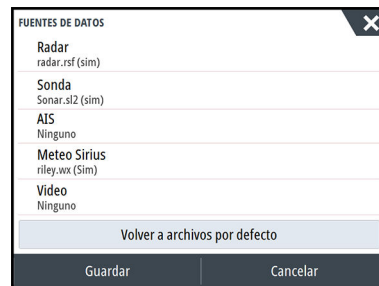 FUENTES DE DATOS
Radar
radar.rsf (sim)
Sonda
Sonar.sl2 (sim)
AIS
Ninguno
Meteo Sirius
riley.wx (Sim)
Video
Ninguno
Volver a archivos por defecto
Guardar
Cancelar